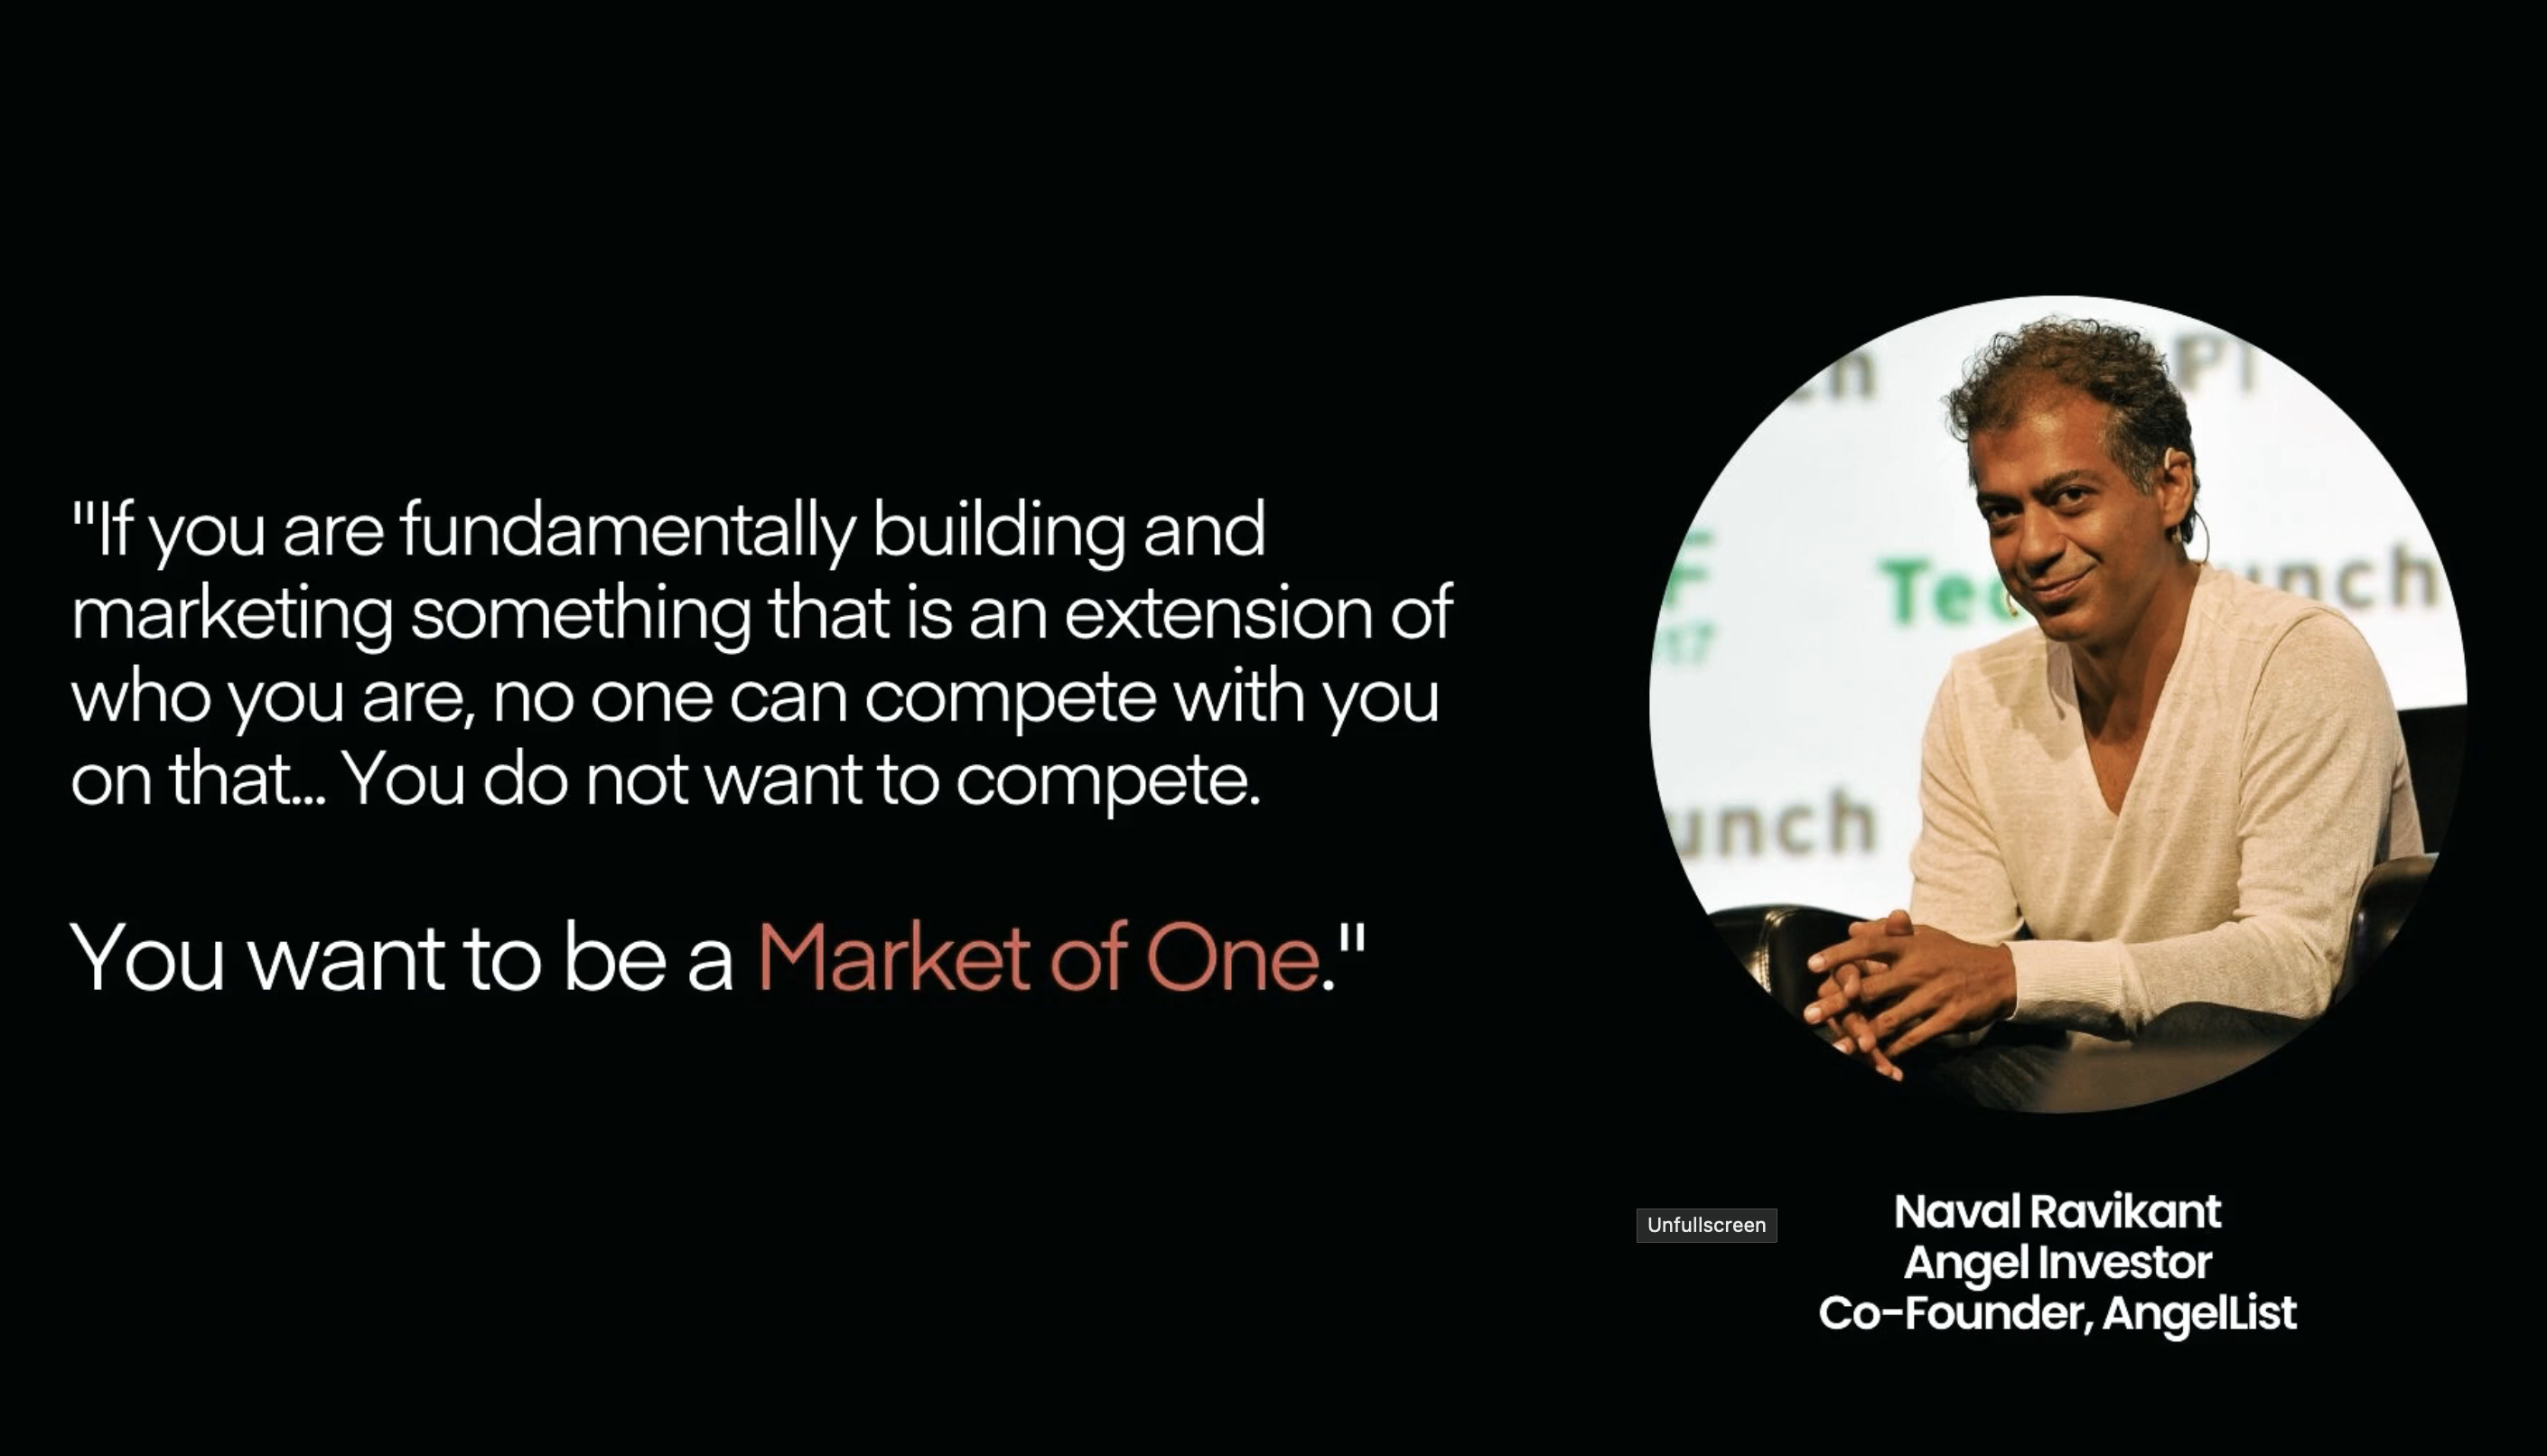 "If you are fundamentally building and
marketing something that is an extension of
who you are, no one can compete with you
on that... You do not want to compete.
You want to be a Market of One."
Unfullscreen
Naval Ravikant
Angel Investor
Co-Founder, AngelList